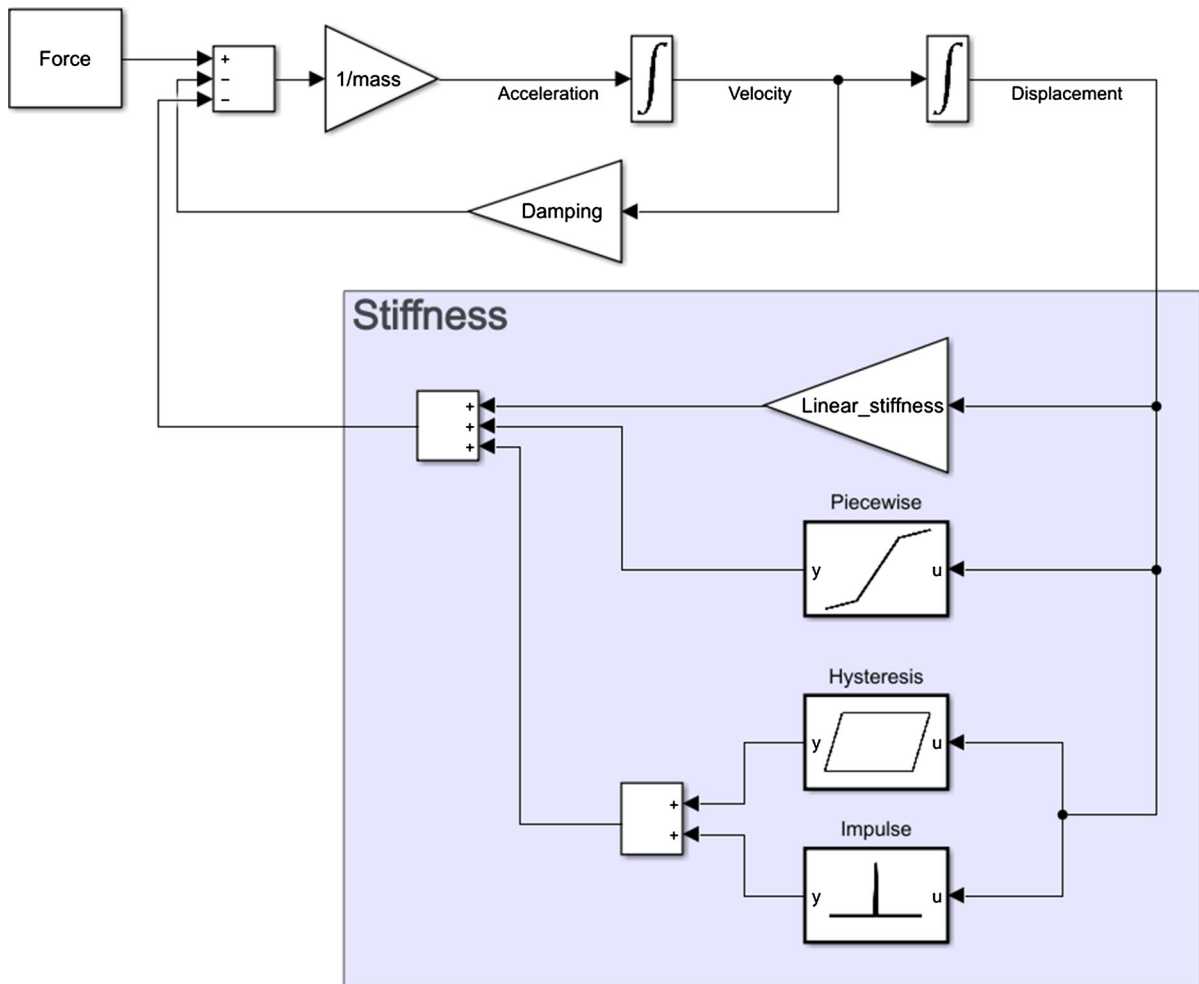 Force
+
−
−
1/mass
Acceleration
Velocity
Displacement
Damping
Stiffness
+
+
+
Linear_stiffness
Piecewise
y u
Hysteresis
y u
+
+
Impulse
y u